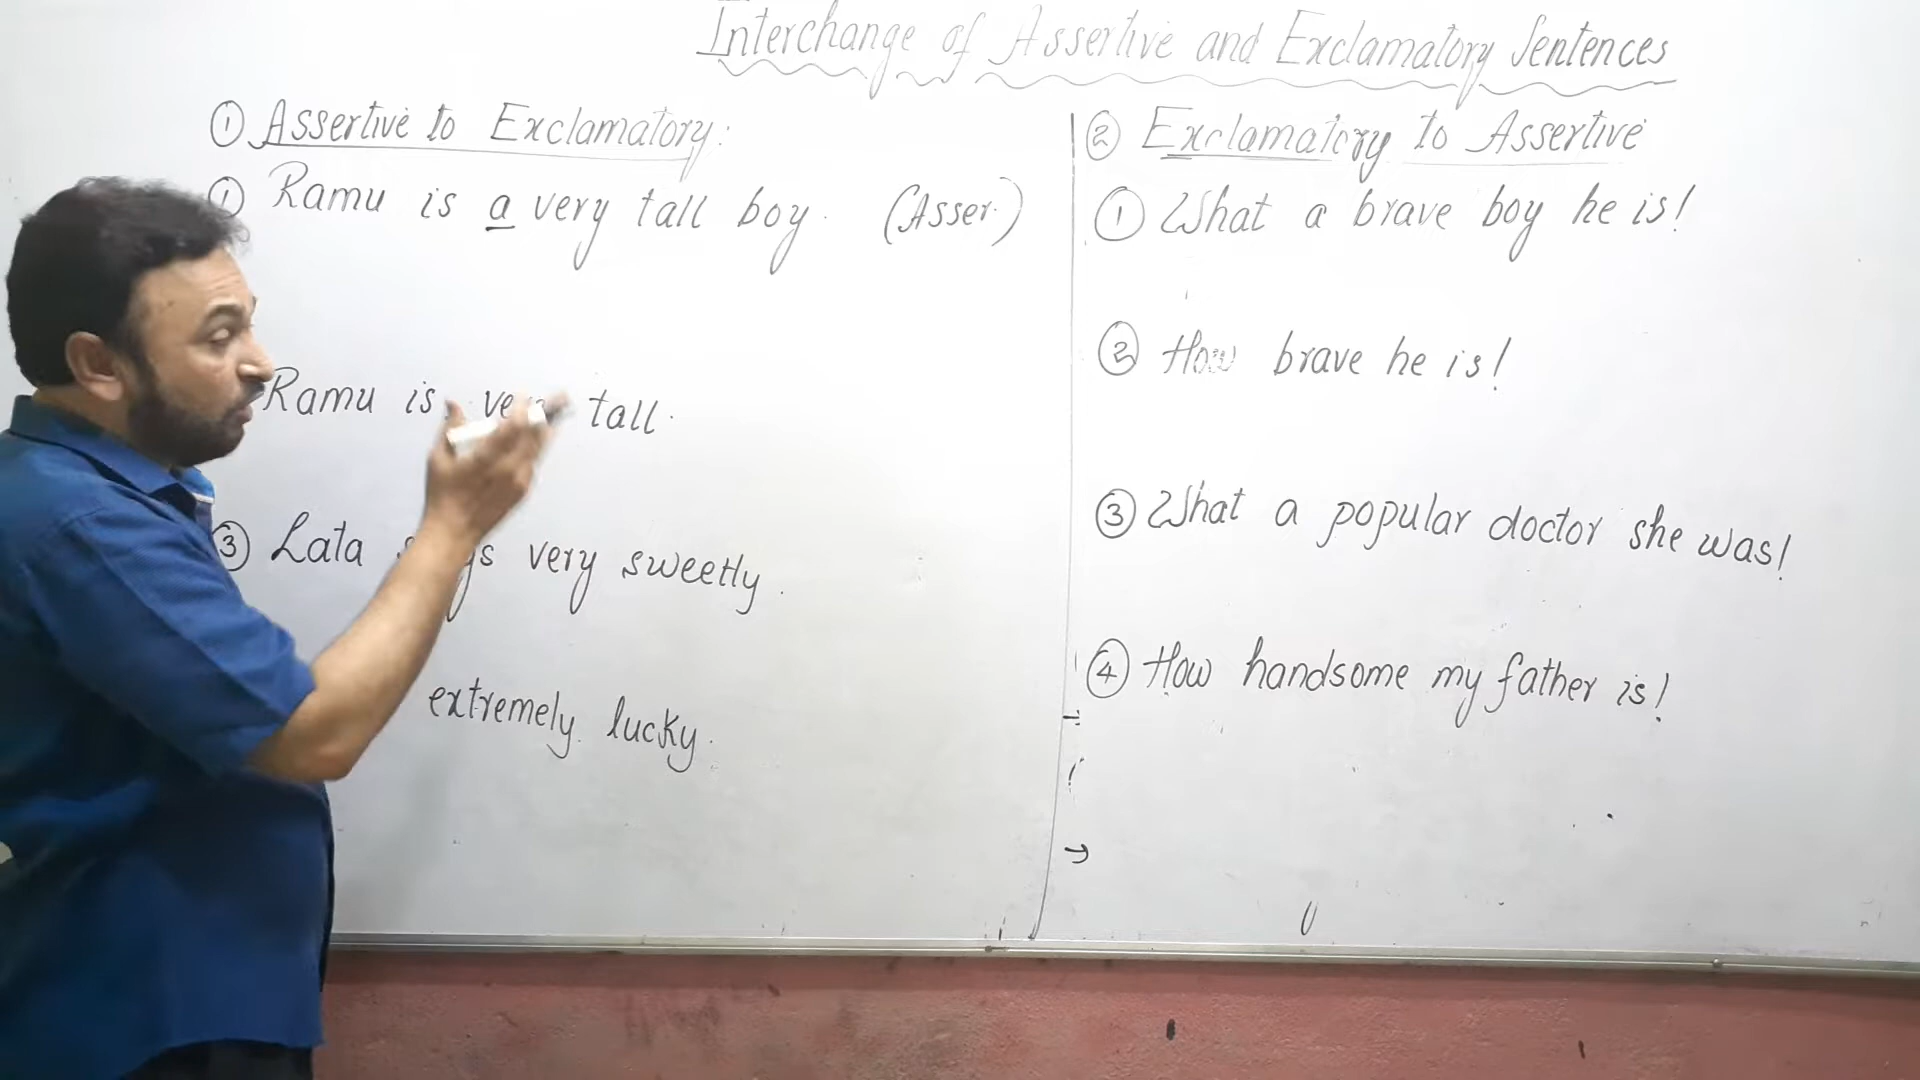 Interchange of Assertive and Exclamatory Sentences
① Assertive to Exclamatory:
① Ramu is a very tall boy. (Asser.)
Ramu is tall.
③ Lata very sweetly.
extremely lucky.
② Exclamatory to Assertive
① What a brave boy he is!
② How brave he is!
③ What a popular doctor she was!
④ How handsome my father is!